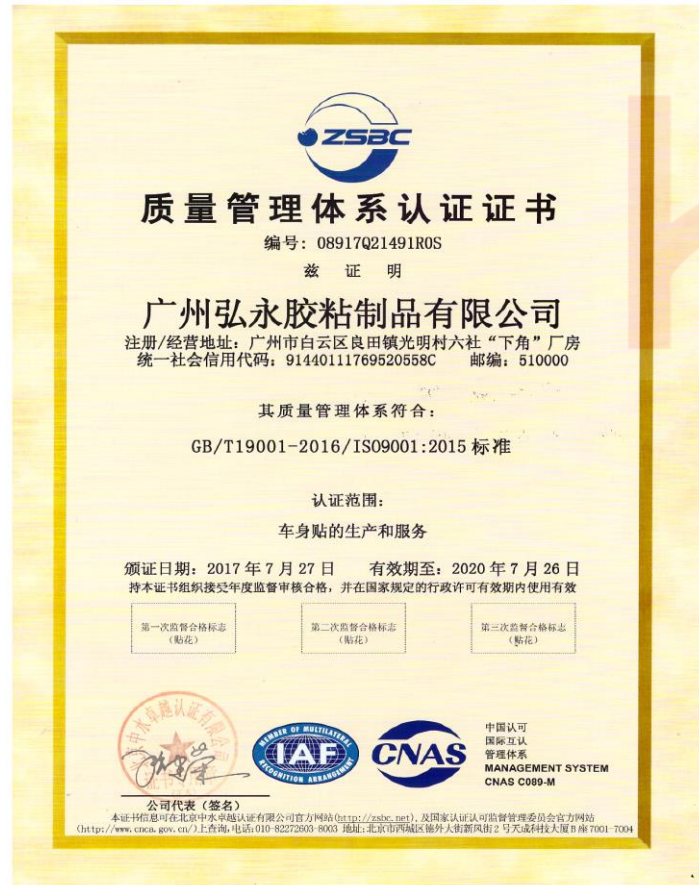 ZSBC
质量管理体系认证证书
编号: 08917Q21491R0S
兹 证 明
广州弘永胶粘制品有限公司
注册/经营地址：广州市白云区良田镇光明村六社“下角”厂房
统一社会信用代码：91440111769520558C 邮编：510000
其质量管理体系符合：
GB/T19001-2016/ISO9001:2015 标准
认证范围：
车身贴的生产和服务
颁证日期：2017 年 7 月 27 日 有效期至：2020 年 7 月 26 日
持本证书组织接受年度监督审核合格，并在国家规定的行政许可有效期内使用有效
第一次监督合格标志
（贴花）
第二次监督合格标志
（贴花）
第三次监督合格标志
（贴花）
中水卓越认证有限公司
MEMBER OF MULTILATERAL
IAF
RECOGNITION ARRANGEMENT
CNAS
中国认可
国际互认
管理体系
MANAGEMENT SYSTEM
CNAS C089-M
公司代表（签名）
本证书信息可在北京中水卓越认证有限公司官方网站(http://zsbc.net)，及国家认证认可监督管理委员会官方网站
(http://www.cnca.gov.cn/)上查询,电话:010-82272603-8003 地址:北京市西城区德外大街新风街2号天成科技大厦B座7001-7004